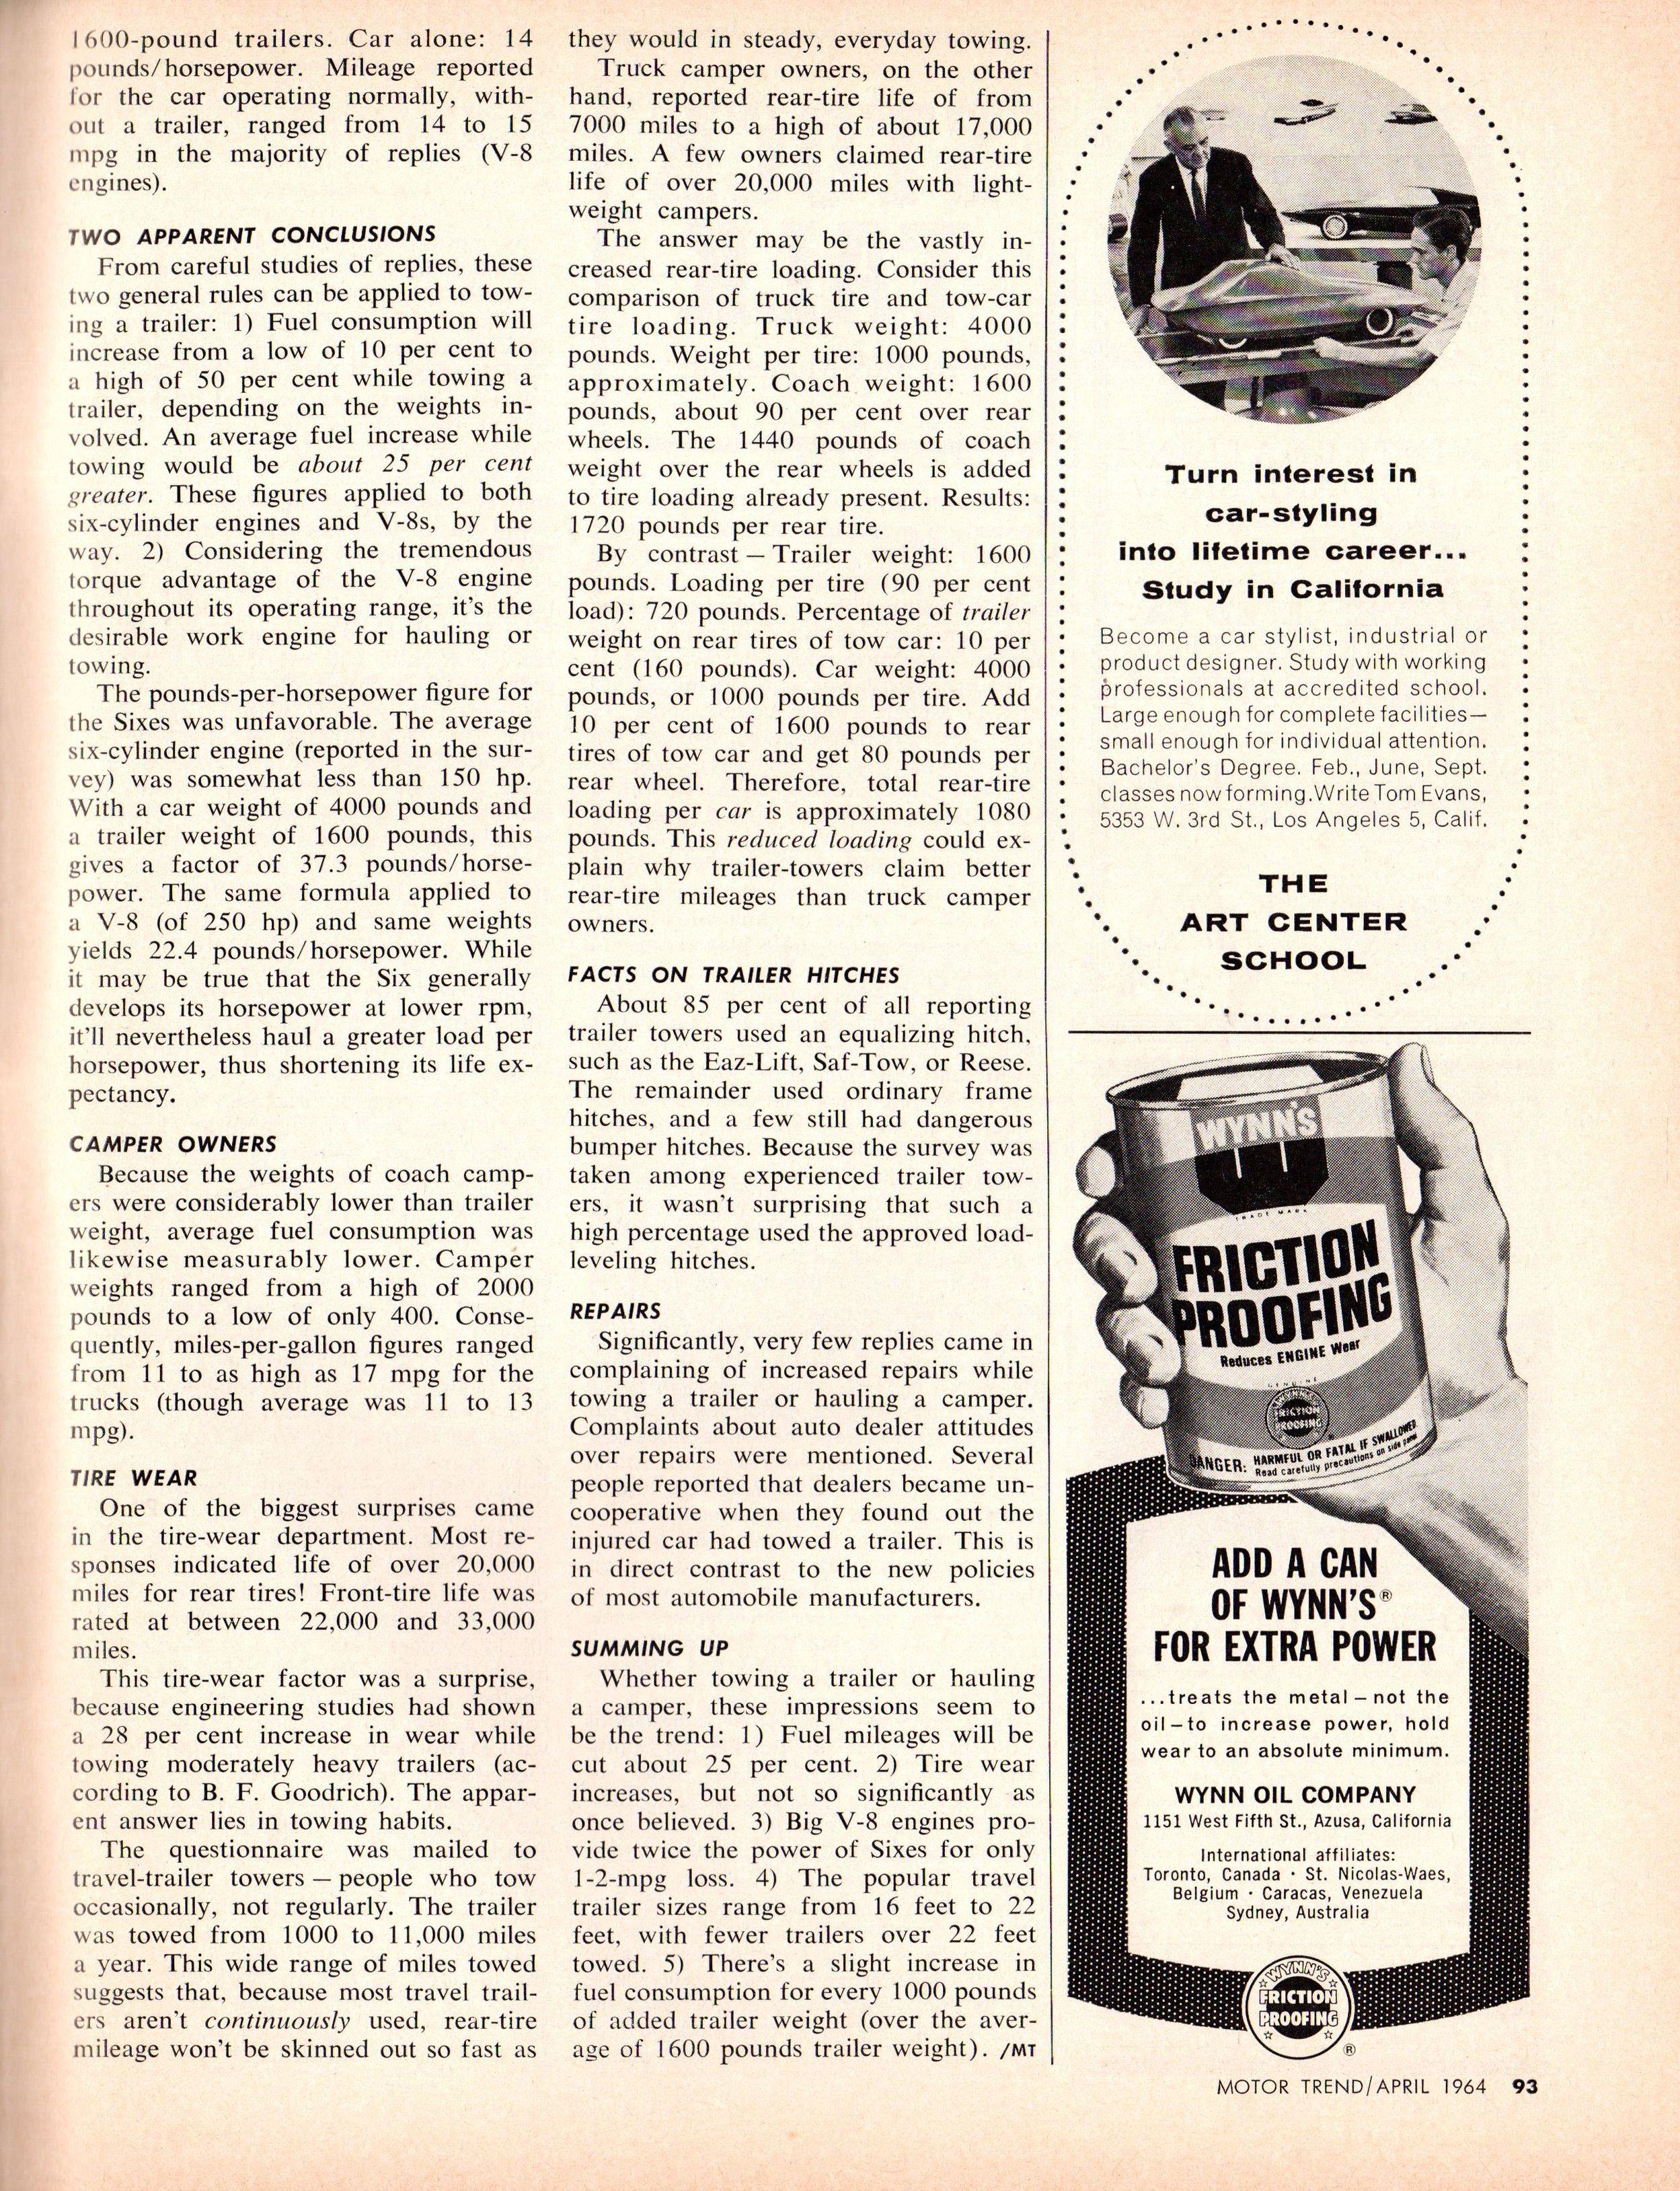 1600-pound trailers. Car alone: 14
pounds/horsepower. Mileage reported
for the car operating normally, with-
out a trailer, ranged from 14 to 15
mpg in the majority of replies (V-8
engines).
TWO APPARENT CONCLUSIONS
From careful studies of replies, these
two general rules can be applied to tow-
ing a trailer: 1) Fuel consumption will
increase from a low of 10 per cent to
a high of 50 per cent while towing a
trailer, depending on the weights in-
volved. An average fuel increase while
towing would be about 25 per cent
greater. These figures applied to both
six-cylinder engines and V-8s, by the
way. 2) Considering the tremendous
torque advantage of the V-8 engine
throughout its operating range, it's the
desirable work engine for hauling or
towing.
The pounds-per-horsepower figure for
the Sixes was unfavorable. The average
six-cylinder engine (reported in the sur-
vey) was somewhat less than 150 hp.
With a car weight of 4000 pounds and
a trailer weight of 1600 pounds, this
gives a factor of 37.3 pounds/horse-
power. The same formula applied to
a V-8 (of 250 hp) and same weights
yields 22.4 pounds/horsepower. While
it may be true that the Six generally
develops its horsepower at lower rpm,
it'll nevertheless haul a greater load per
horsepower, thus shortening its life ex-
pectancy.
CAMPER OWNERS
Because the weights of coach camp-
ers were considerably lower than trailer
weight, average fuel consumption was
likewise measurably lower. Camper
weights ranged from a high of 2000
pounds to a low of only 400. Conse-
quently, miles-per-gallon figures ranged
from 11 to as high as 17 mpg for the
trucks (though average was 11 to 13
mpg).
TIRE WEAR
One of the biggest surprises came
in the tire-wear department. Most re-
sponses indicated life of over 20,000
miles for rear tires! Front-tire life was
rated at between 22,000 and 33,000
miles.
This tire-wear factor was a surprise,
because engineering studies had shown
a 28 per cent increase in wear while
towing moderately heavy trailers (ac-
cording to B. F. Goodrich). The appar-
ent answer lies in towing habits.
The questionnaire was mailed to
travel-trailer towers — people who tow
occasionally, not regularly. The trailer
was towed from 1000 to 11,000 miles
a year. This wide range of miles towed
suggests that, because most travel trail-
ers aren't continuously used, rear-tire
mileage won't be skinned out so fast as
they would in steady, everyday towing.
Truck camper owners, on the other
hand, reported rear-tire life of from
7000 miles to a high of about 17,000
miles. A few owners claimed rear-tire
life of over 20,000 miles with light-
weight campers.
The answer may be the vastly in-
creased rear-tire loading. Consider this
comparison of truck tire and tow-car
tire loading. Truck weight: 4000
pounds. Weight per tire: 1000 pounds,
approximately. Coach weight: 1600
pounds, about 90 per cent over rear
wheels. The 1440 pounds of coach
weight over the rear wheels is added
to tire loading already present. Results:
1720 pounds per rear tire.
By contrast — Trailer weight: 1600
pounds. Loading per tire (90 per cent
load): 720 pounds. Percentage of trailer
weight on rear tires of tow car: 10 per
cent (160 pounds). Car weight: 4000
pounds, or 1000 pounds per tire. Add
10 per cent of 1600 pounds to rear
tires of tow car and get 80 pounds per
rear wheel. Therefore, total rear-tire
loading per car is approximately 1080
pounds. This reduced loading could ex-
plain why trailer-towers claim better
rear-tire mileages than truck camper
owners.
FACTS ON TRAILER HITCHES
About 85 per cent of all reporting
trailer towers used an equalizing hitch,
such as the Eaz-Lift, Saf-Tow, or Reese.
The remainder used ordinary frame
hitches, and a few still had dangerous
bumper hitches. Because the survey was
taken among experienced trailer tow-
ers, it wasn't surprising that such a
high percentage used the approved load-
leveling hitches.
REPAIRS
Significantly, very few replies came in
complaining of increased repairs while
towing a trailer or hauling a camper.
Complaints about auto dealer attitudes
over repairs were mentioned. Several
people reported that dealers became un-
cooperative when they found out the
injured car had towed a trailer. This is
in direct contrast to the new policies
of most automobile manufacturers.
SUMMING UP
Whether towing a trailer or hauling
a camper, these impressions seem to
be the trend: 1) Fuel mileages will be
cut about 25 per cent. 2) Tire wear
increases, but not so significantly as
once believed. 3) Big V-8 engines pro-
vide twice the power of Sixes for only
1-2-mpg loss. 4) The popular travel
trailer sizes range from 16 feet to 22
feet, with fewer trailers over 22 feet
towed. 5) There's a slight increase in
fuel consumption for every 1000 pounds
of added trailer weight (over the aver-
age of 1600 pounds trailer weight). /MT
Turn interest in
car-styling
into lifetime career...
Study in California
Become a car stylist, industrial or
product designer. Study with working
professionals at accredited school.
Large enough for complete facilities—
small enough for individual attention.
Bachelor's Degree. Feb., June, Sept.
classes now forming. Write Tom Evans,
5353 W. 3rd St., Los Angeles 5, Calif.
THE
ART CENTER
SCHOOL
WYNN'S
TRADE MARK
FRICTION
PROOFING
Reduces ENGINE Wear
GENUINE
WYNN'S
FRICTION
PROOFING
DANGER: HARMFUL OR FATAL IF SWALLOWED
Read carefully precautions on side panel
ADD A CAN
OF WYNN'S®
FOR EXTRA POWER
...treats the metal – not the
oil – to increase power, hold
wear to an absolute minimum.
WYNN OIL COMPANY
1151 West Fifth St., Azusa, California
International affiliates:
Toronto, Canada · St. Nicolas-Waes,
Belgium · Caracas, Venezuela
Sydney, Australia
WYNN'S
FRICTION
PROOFING
®
MOTOR TREND/APRIL 1964 93